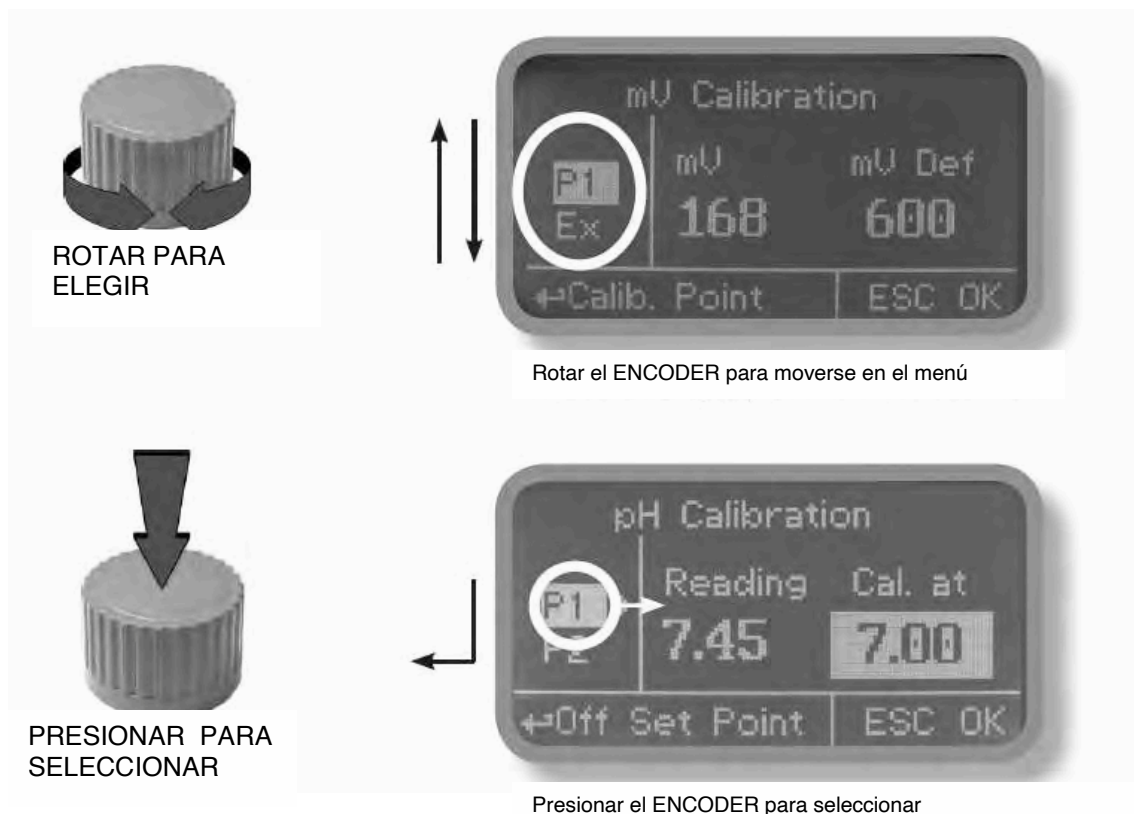 mV Calibration
P1
Ex
mV
168
mV Def
600
↵Calib. Point
ESC OK
ROTAR PARA
ELEGIR
Rotar el ENCODER para moverse en el menú
pH Calibration
P1
P2
Reading
7.45
Cal. at
7.00
↵Off Set Point
ESC OK
PRESIONAR PARA
SELECCIONAR
Presionar el ENCODER para seleccionar